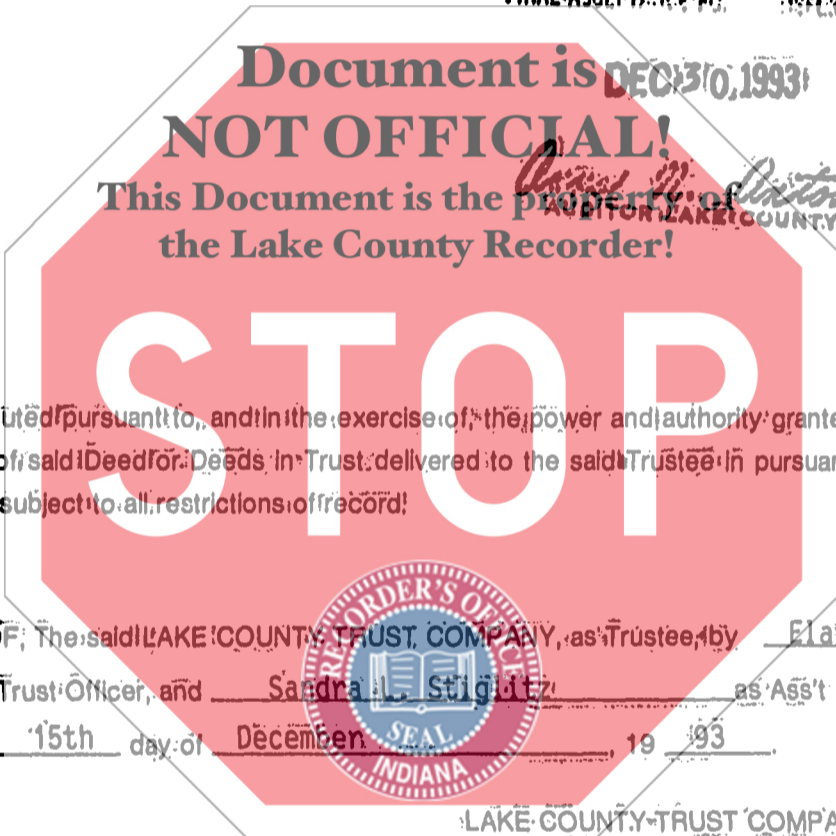 Document is DEC 30 1993
NOT OFFICIAL!
This Document is the property of
AUDITOR LAKE COUNTY
the Lake County Recorder!
STOP
uted pursuant to, and in the exercise of, the power and authority grante
of said Deed or Deeds in Trust delivered to the said Trustee in pursuan
subject to all restrictions of record.
RECORDER'S OFFICE
F, The said LAKE COUNTY TRUST COMPANY, as Trustee, by Ela
Trust Officer, and Sandra L. Stiglitz as Ass't
SEAL
15th day of December, 19 93.
INDIANA
LAKE COUNTY TRUST COMPA